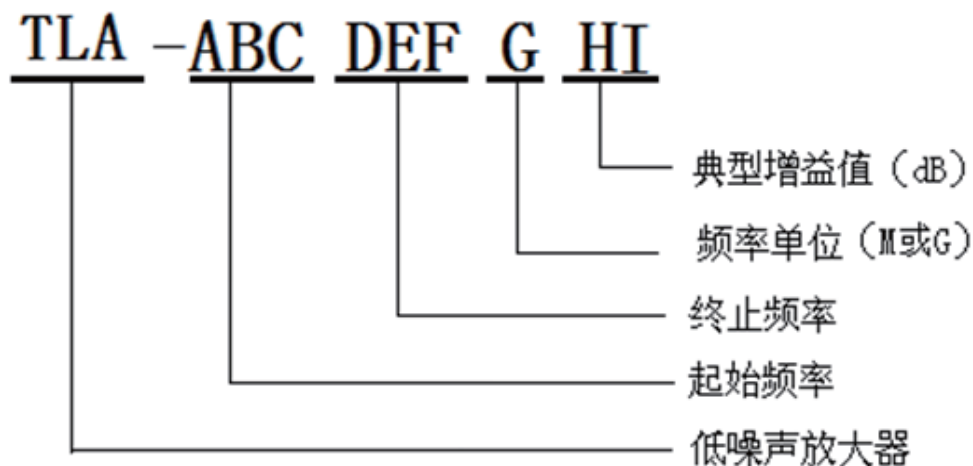 TLA -ABC DEF G HI
典型增益值（dB）
频率单位（M或G）
终止频率
起始频率
低噪声放大器